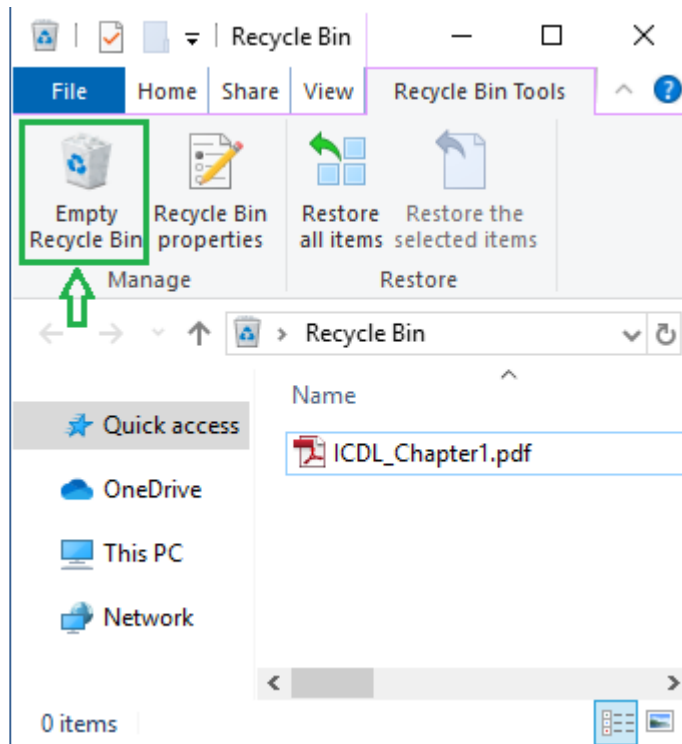 Recycle Bin
File Home Share View Recycle Bin Tools
Empty Recycle Bin Restore Restore the
Recycle Bin properties all items selected items
Manage Restore
Recycle Bin
Name
Quick access
ICDL_Chapter1.pdf
OneDrive
This PC
Network
0 items